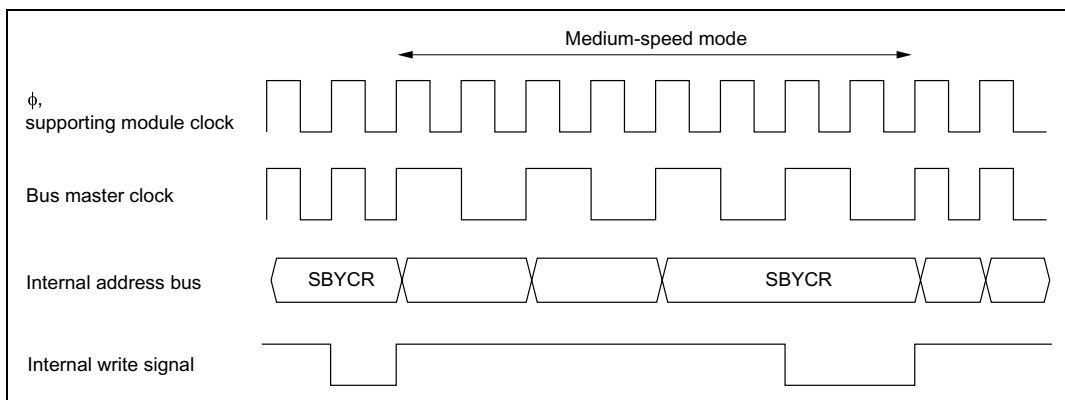 Medium-speed mode
ϕ,
supporting module clock
Bus master clock
Internal address bus
SBYCR
SBYCR
Internal write signal